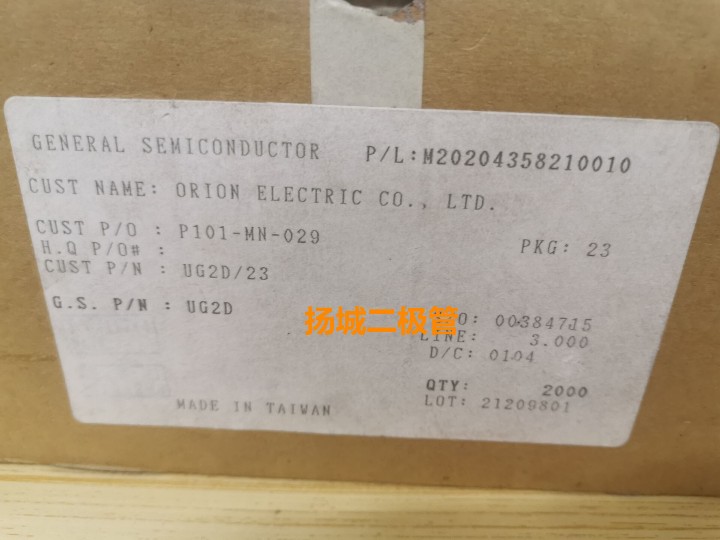 GENERAL SEMICONDUCTOR P/L:M20204358210010
CUST NAME: ORION ELECTRIC CO., LTD.
CUST P/O : P101-MN-029
H.Q P/O# :
PKG: 23
CUST P/N : UG2D/23
G.S. P/N : UG2D
扬城二极管
O: 00384715
LINE: 3.000
D/C: 0104
QTY: 2000
LOT: 21209801
MADE IN TAIWAN